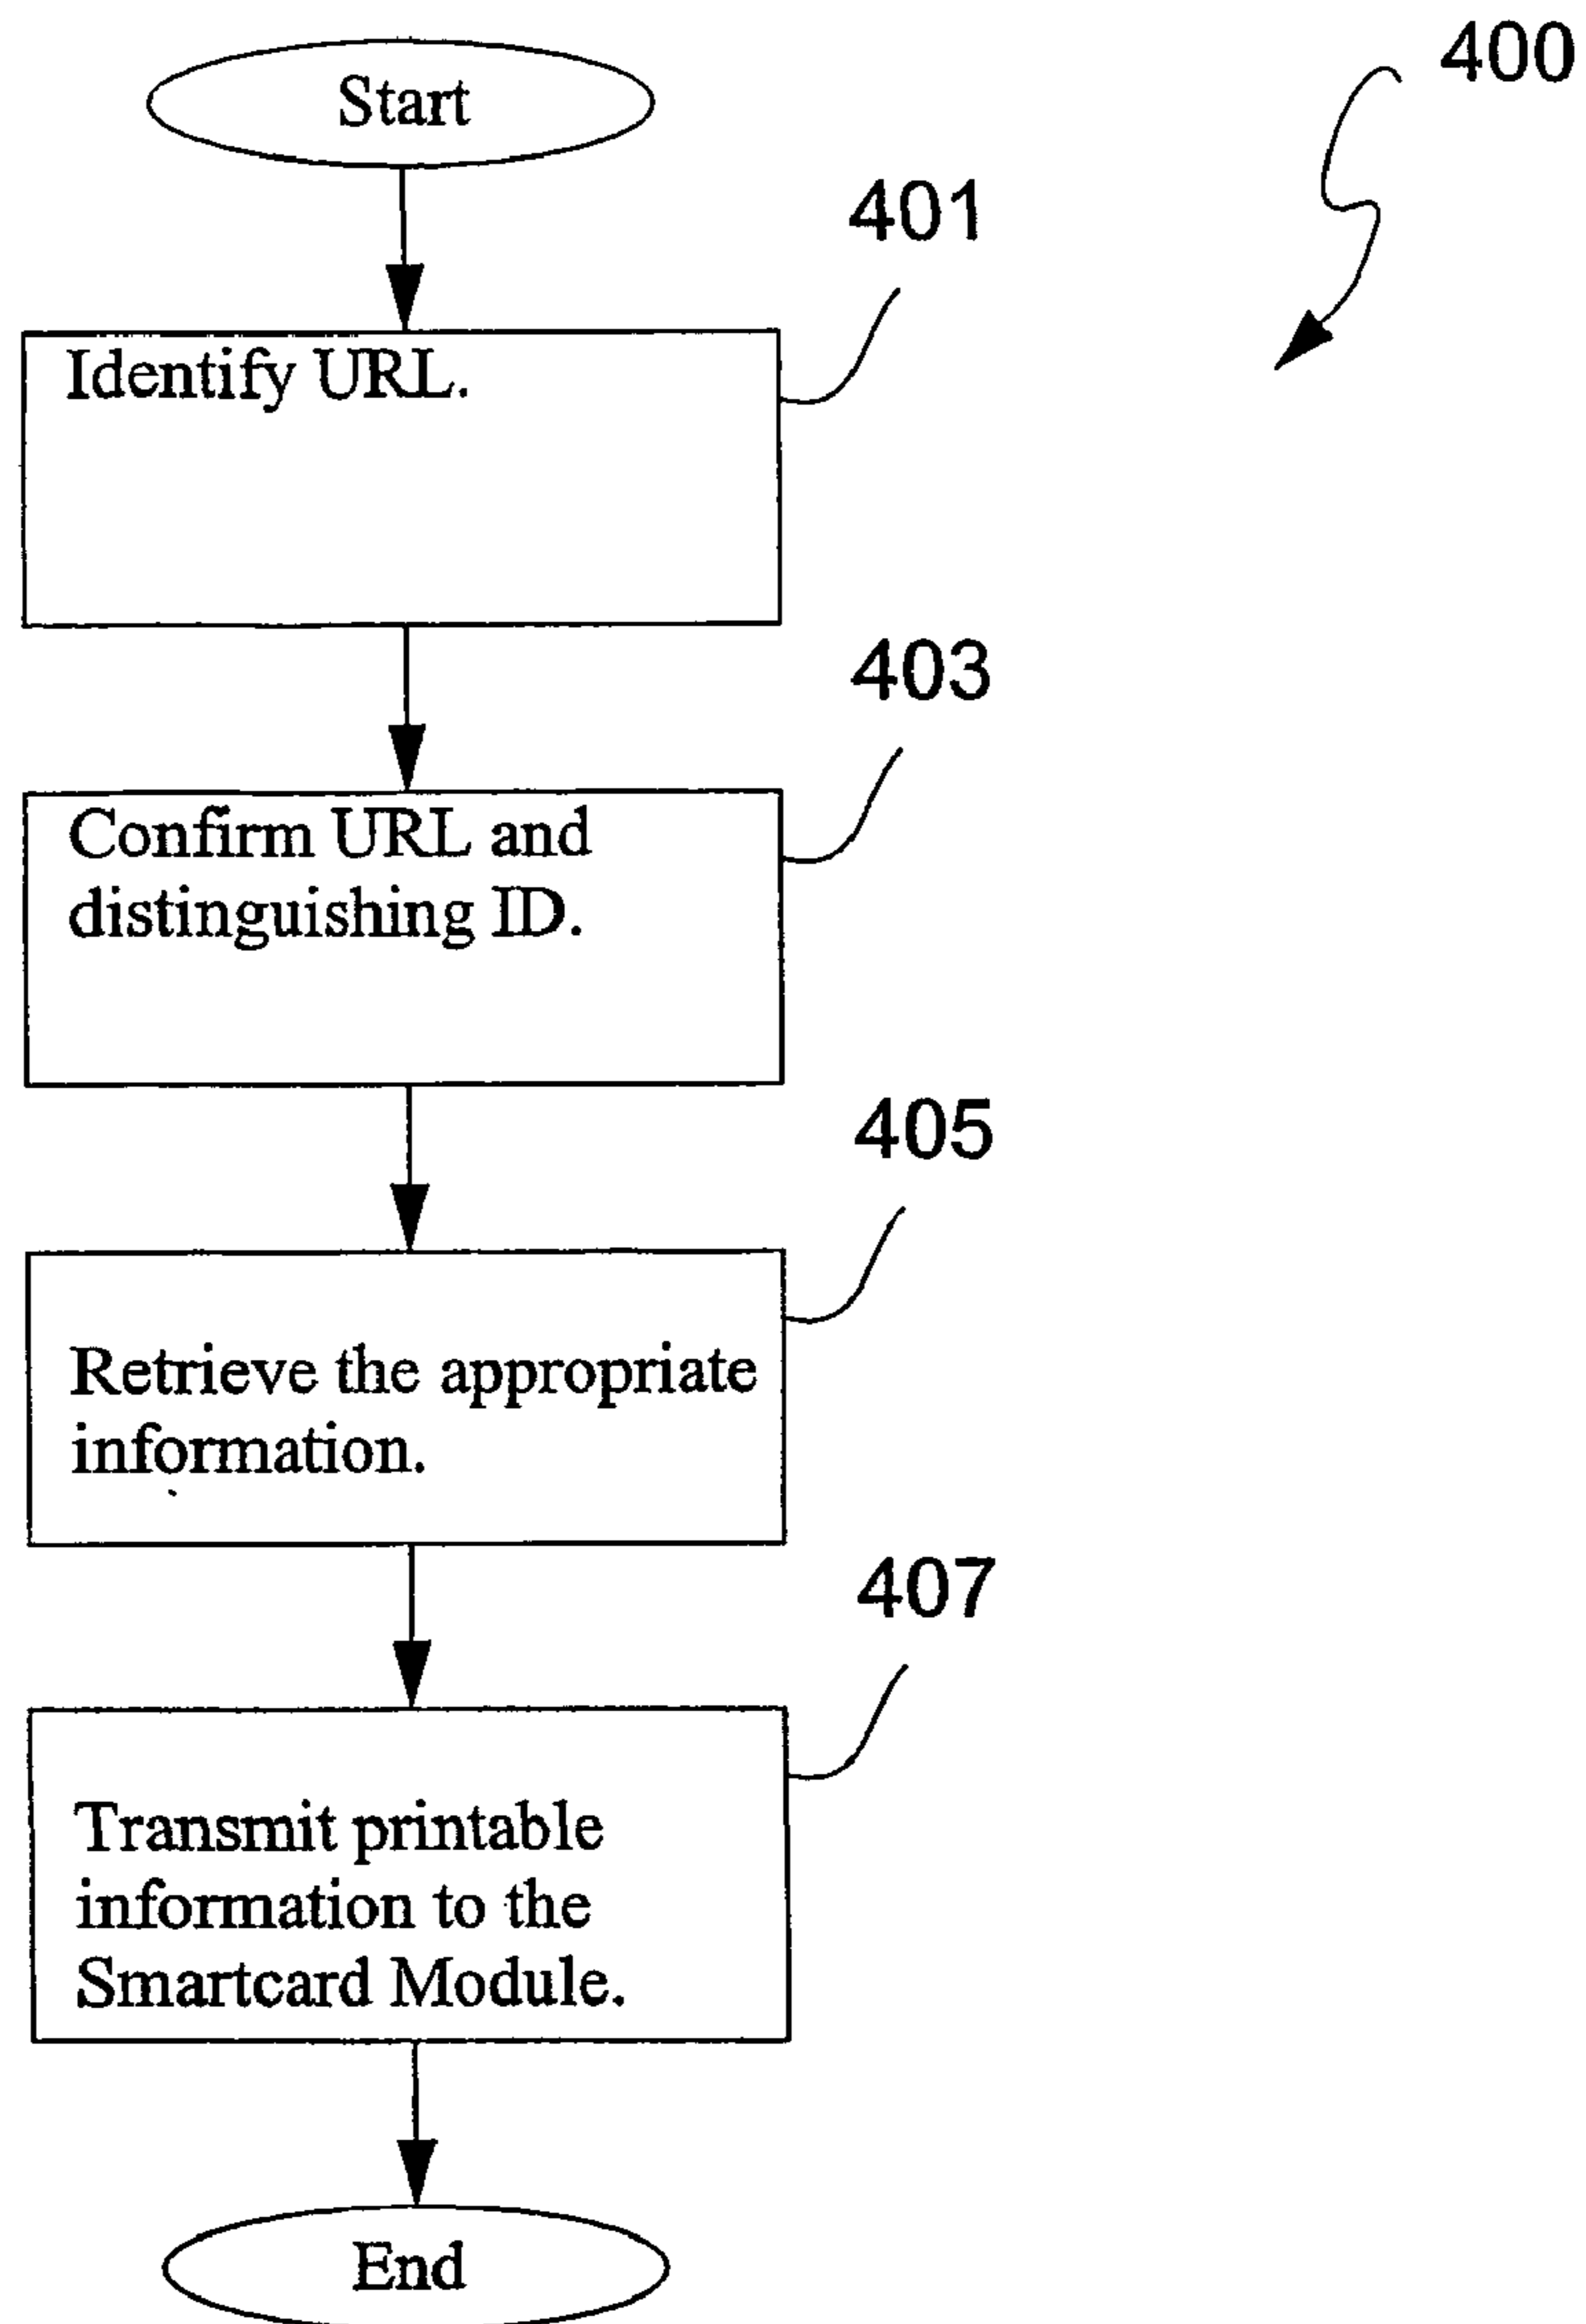 Start
400
401
Identify URL.
403
Confirm URL and
distinguishing ID.
405
Retrieve the appropriate
information.
407
Transmit printable
information to the
Smartcard Module.
End